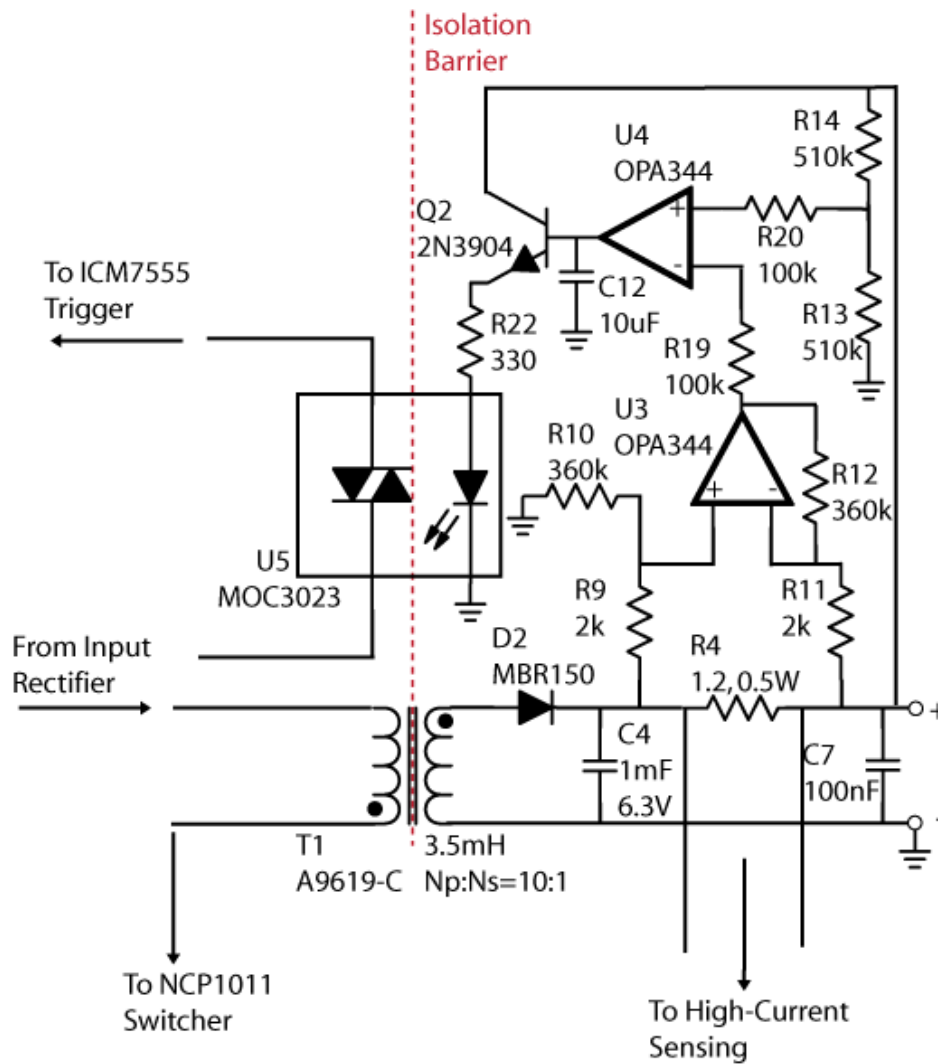 Isolation
Barrier
R14
510k
U4
OPA344
Q2
2N3904
+
-
R20
100k
To ICM7555
Trigger
C12
10uF
R13
510k
R22
330
R19
100k
U3
OPA344
R10
360k
+
-
R12
360k
U5
MOC3023
R9
2k
R11
2k
From Input
Rectifier
D2
MBR150
R4
1.2, 0.5W
+
C4
1mF
6.3V
C7
100nF
-
T1
A9619-C
3.5mH
Np:Ns=10:1
To NCP1011
Switcher
To High-Current
Sensing